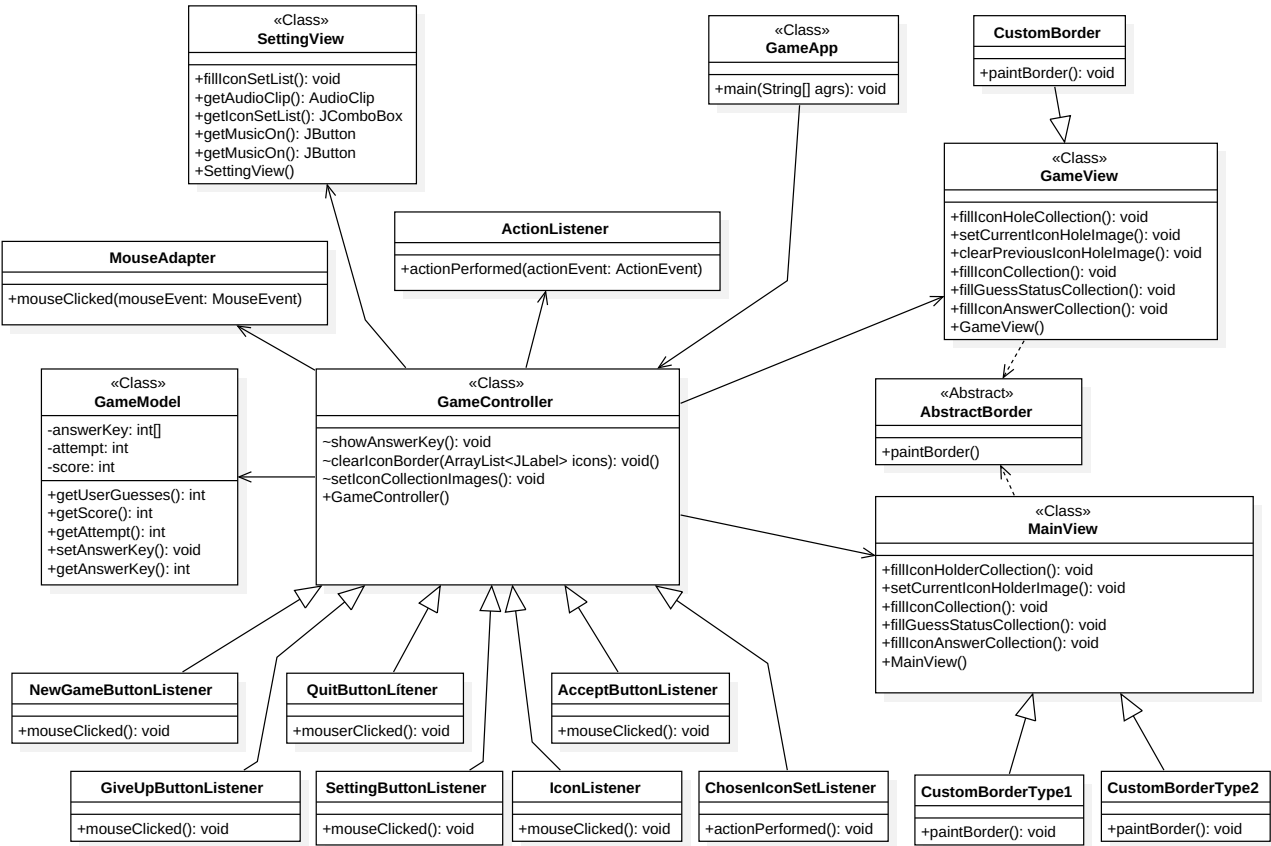 «Class»
SettingView
+fillIconSetList(): void
+getAudioClip(): AudioClip
+getIconSetList(): JComboBox
+getMusicOn(): JButton
+getMusicOn(): JButton
+SettingView()
«Class»
GameApp
+main(String[] agrs): void
CustomBorder
+paintBorder(): void
«Class»
GameView
+fillIconHoleCollection(): void
+setCurrentIconHoleImage(): void
+clearPreviousIconHoleImage(): void
+fillIconCollection(): void
+fillGuessStatusCollection(): void
+fillIconAnswerCollection(): void
+GameView()
MouseAdapter
+mouseClicked(mouseEvent: MouseEvent)
ActionListener
+actionPerformed(actionEvent: ActionEvent)
«Class»
GameModel
-answerKey: int[]
-attempt: int
-score: int
+getUserGuesses(): int
+getScore(): int
+getAttempt(): int
+setAnswerKey(): void
+getAnswerKey(): int
«Class»
GameController
~showAnswerKey(): void
~clearIconBorder(ArrayList<JLabel> icons): void()
~setIconCollectionImages(): void
+GameController()
«Abstract»
AbstractBorder
+paintBorder()
«Class»
MainView
+fillIconHolderCollection(): void
+setCurrentIconHolderImage(): void
+fillIconCollection(): void
+fillGuessStatusCollection(): void
+fillIconAnswerCollection(): void
+MainView()
NewGameButtonListener
+mouseClicked(): void
QuitButtonLítener
+mouserClicked(): void
AcceptButtonListener
+mouseClicked(): void
GiveUpButtonListener
+mouseClicked(): void
SettingButtonListener
+mouseClicked(): void
IconListener
+mouseClicked(): void
ChosenIconSetListener
+actionPerformed(): void
CustomBorderType1
+paintBorder(): void
CustomBorderType2
+paintBorder(): void